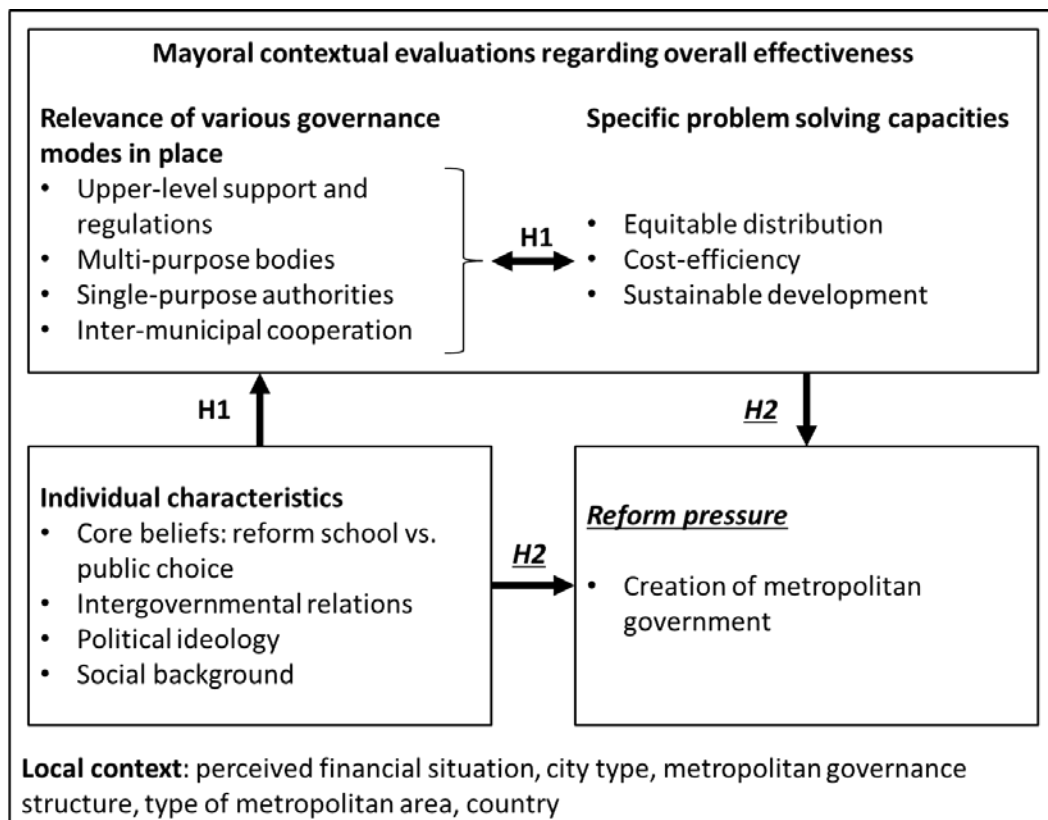 Mayoral contextual evaluations regarding overall effectiveness
Relevance of various governance
modes in place
• Upper-level support and
regulations
• Multi-purpose bodies
• Single-purpose authorities
• Inter-municipal cooperation
H1
Specific problem solving capacities
• Equitable distribution
• Cost-efficiency
• Sustainable development
H1
H2
Individual characteristics
• Core beliefs: reform school vs.
public choice
• Intergovernmental relations
• Political ideology
• Social background
H2
Reform pressure
• Creation of metropolitan
government
Local context: perceived financial situation, city type, metropolitan governance
structure, type of metropolitan area, country